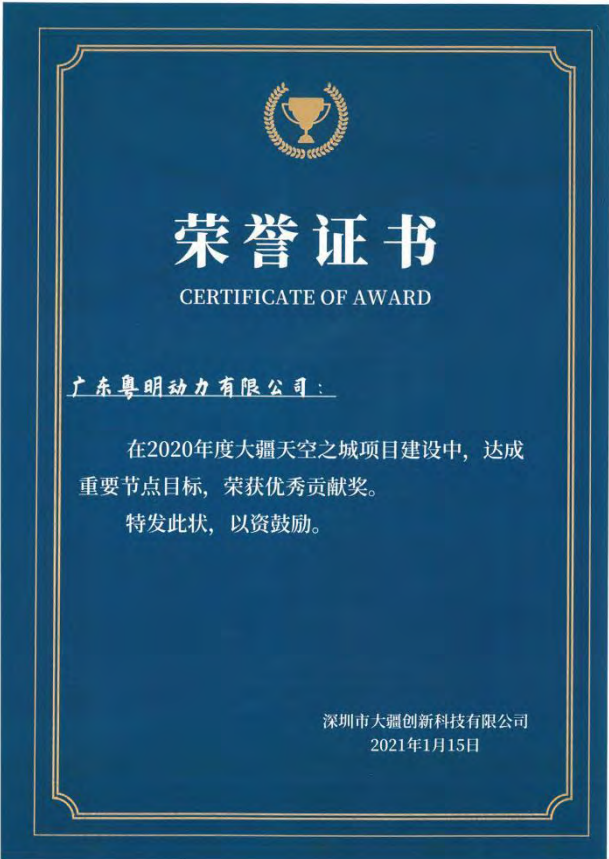 荣誉证书
CERTIFICATE OF AWARD
广东粤明动力有限公司：
在2020年度大疆天空之城项目建设中，达成
重要节点目标，荣获优秀贡献奖。
特发此状，以资鼓励。
深圳市大疆创新科技有限公司
2021年1月15日